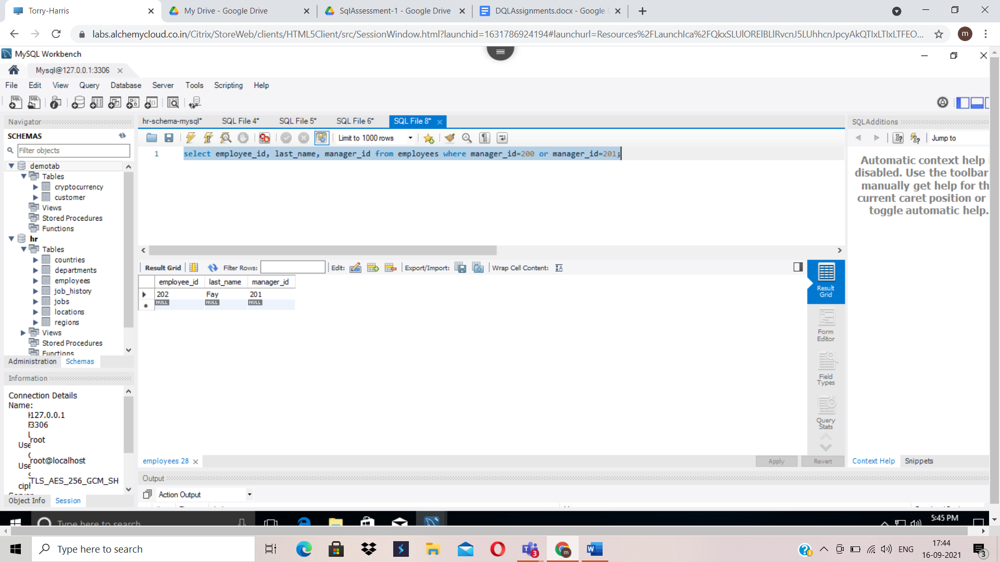 Torry-Harris
My Drive - Google Drive
SqlAssessment-1 - Google Drive
DQLAssignments.docx - Google
labs.alchemycloud.co.in/Citrix/StoreWeb/clients/HTML5Client/src/SessionWindow.html?launchid=1631786924194#launchurl=Resources%2FLaunchIca%2FQkxSLUlORElBLlRvcnJ5LUhhcnJpcyAkQTIxLTIxLTFEO...
m
MySQL Workbench
Mysql@127.0.0.1:3306
File Edit View Query Database Server Tools Scripting Help
Navigator
SCHEMAS
Filter objects
demotab
Tables
cryptocurrency
customer
Views
Stored Procedures
Functions
hr
Tables
countries
departments
employees
job_history
jobs
locations
regions
Views
Stored Procedures
Functions
Administration Schemas
Information
Connection Details
Name:
127.0.0.1
3306
root
Use
root@localhost
Use
TLS_AES_256_GCM_SH
ciph
Object Info Session
hr-schema-mysql* SQL File 4* SQL File 5* SQL File 6* SQL File 8*
Limit to 1000 rows
1 select employee_id, last_name, manager_id from employees where manager_id=200 or manager_id=201;
Result Grid Filter Rows: Edit: Export/Import: Wrap Cell Content:
employee_id last_name manager_id
202 Fay 201
NULL NULL NULL
Result
Grid
Form
Editor
Field
Types
Query
Stats
employees 28
Apply Revert
Output
Action Output
SQLAdditions
Jump to
Automatic context help
disabled. Use the toolbar
manually get help for th
current caret position or
toggle automatic help.
Context Help Snippets
Type here to search
5:45 PM
Type here to search
3
ENG
17:44
16-09-2021
3